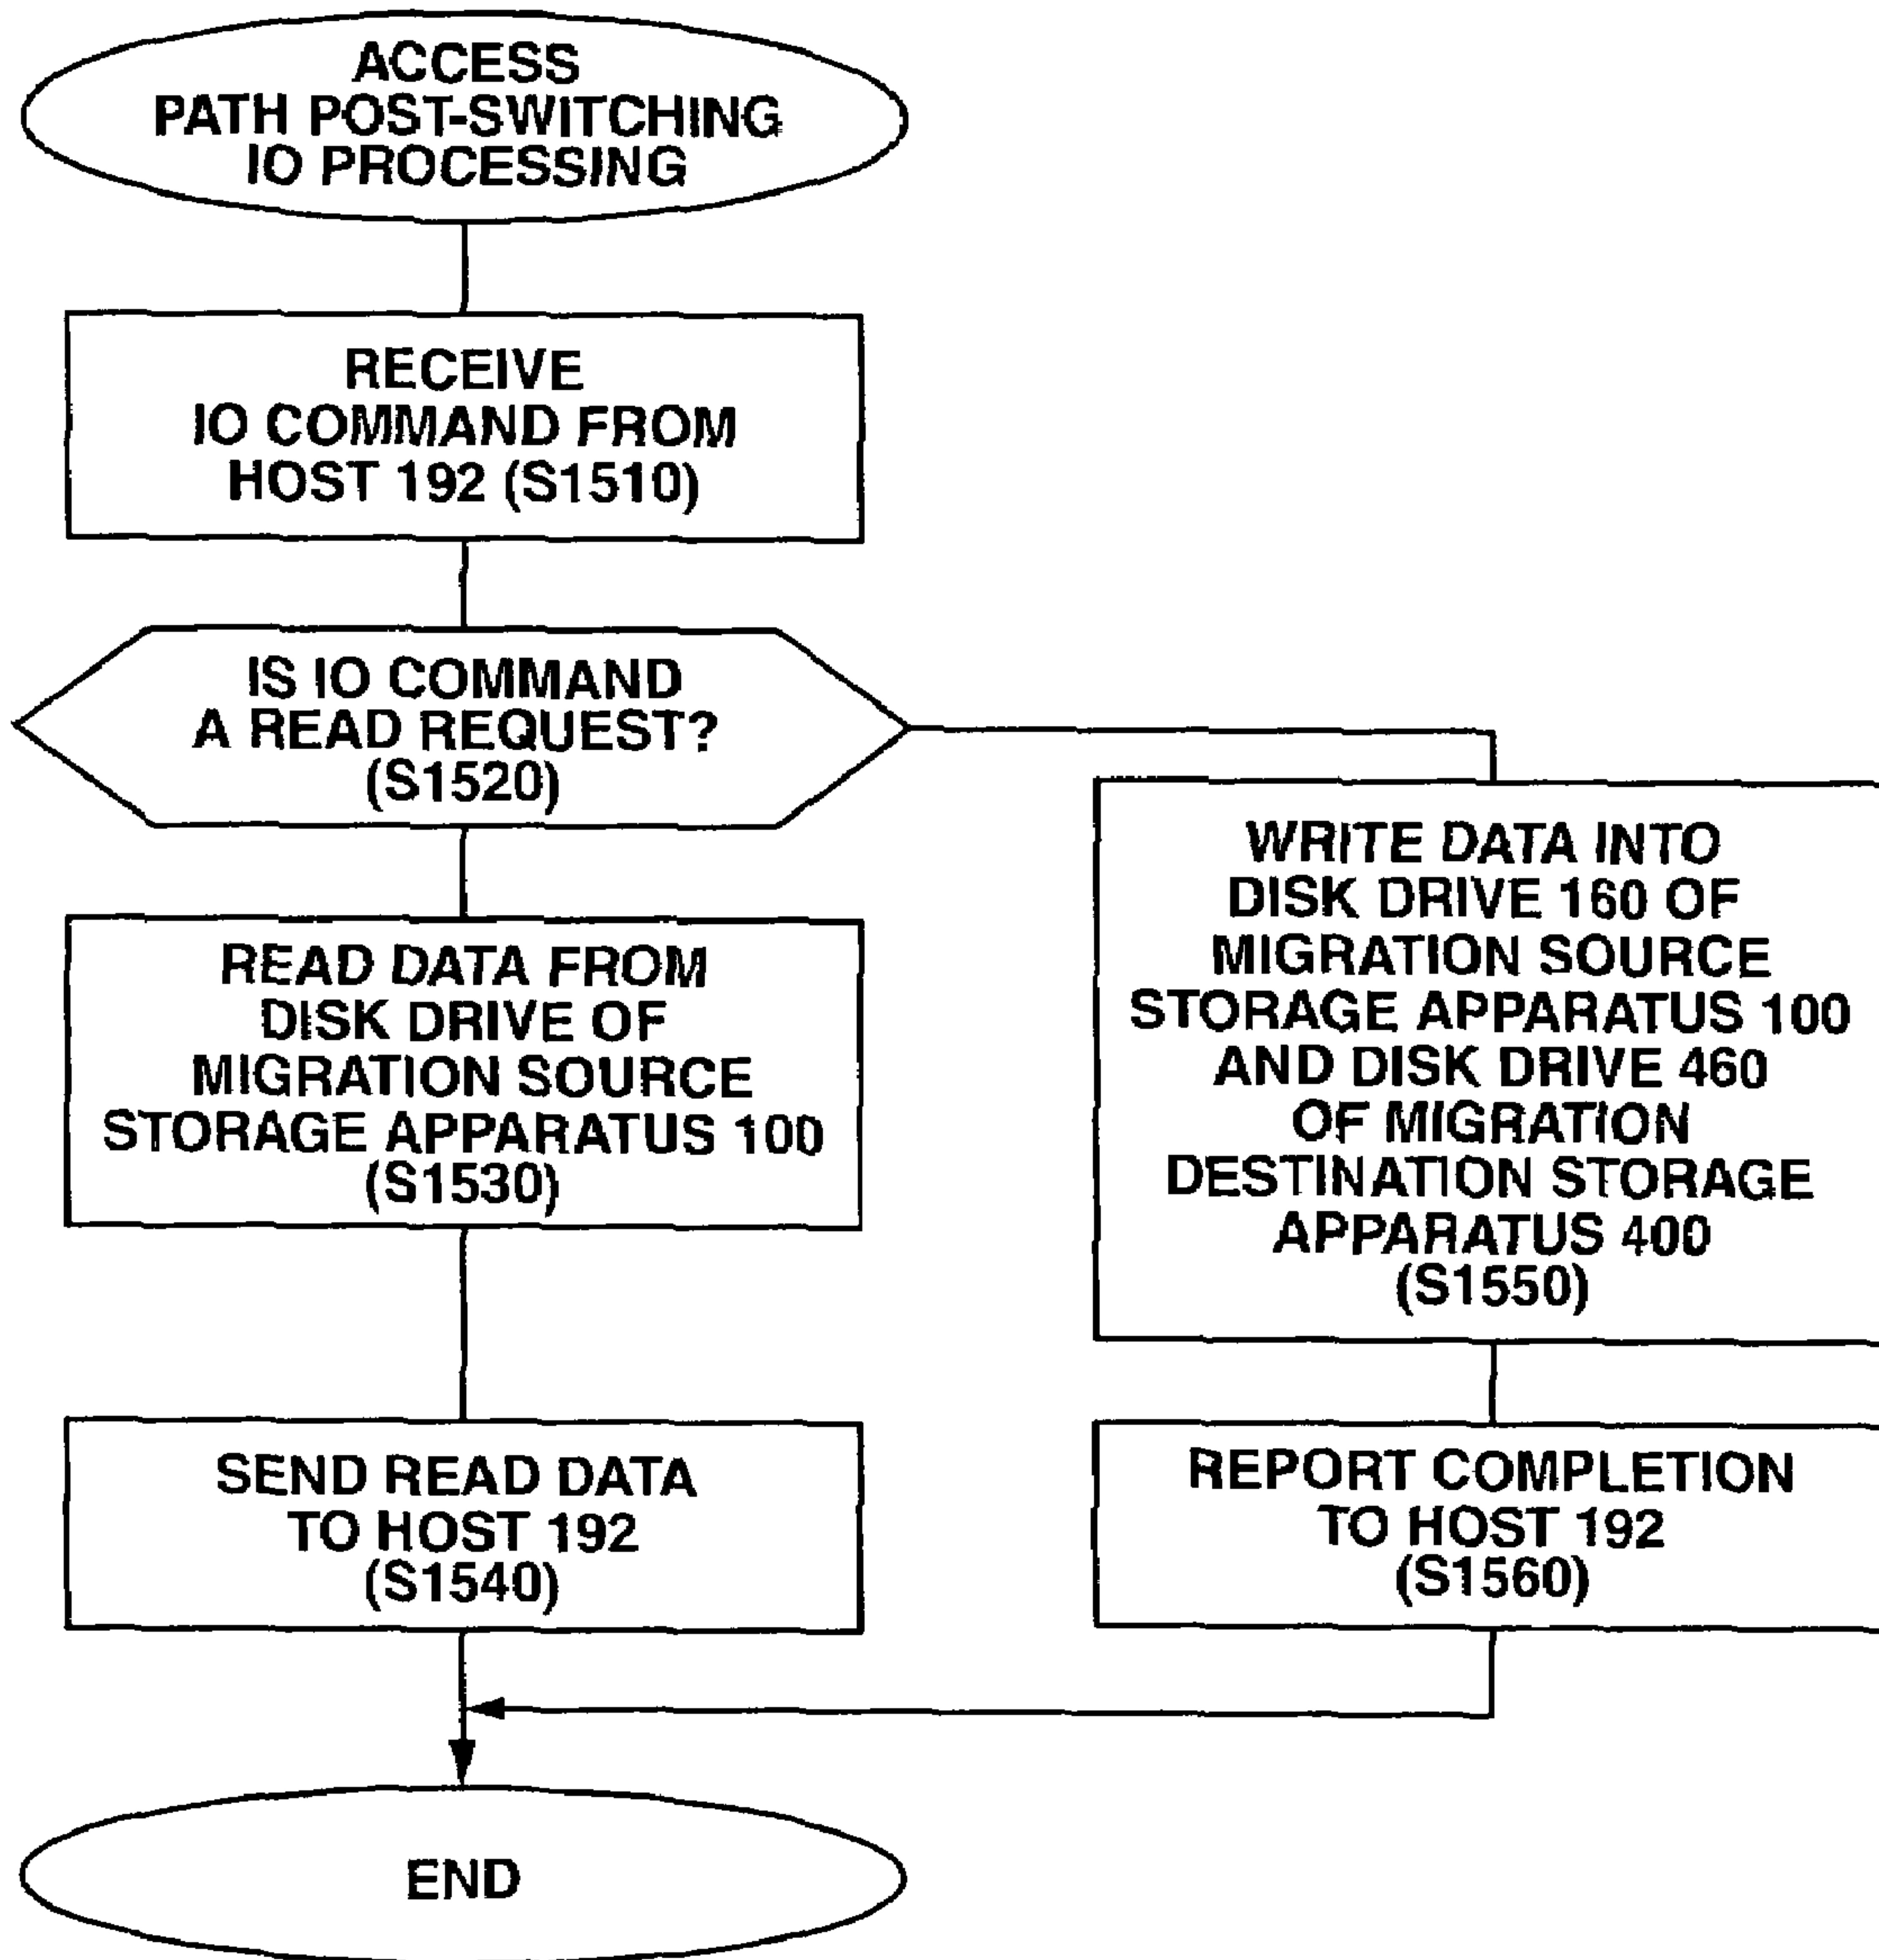 ACCESS
PATH POST-SWITCHING
IO PROCESSING
RECEIVE
IO COMMAND FROM
HOST 192 (S1510)
IS IO COMMAND
A READ REQUEST?
(S1520)
READ DATA FROM
DISK DRIVE OF
MIGRATION SOURCE
STORAGE APPARATUS 100
(S1530)
SEND READ DATA
TO HOST 192
(S1540)
WRITE DATA INTO
DISK DRIVE 160 OF
MIGRATION SOURCE
STORAGE APPARATUS 100
AND DISK DRIVE 460
OF MIGRATION
DESTINATION STORAGE
APPARATUS 400
(S1550)
REPORT COMPLETION
TO HOST 192
(S1560)
END